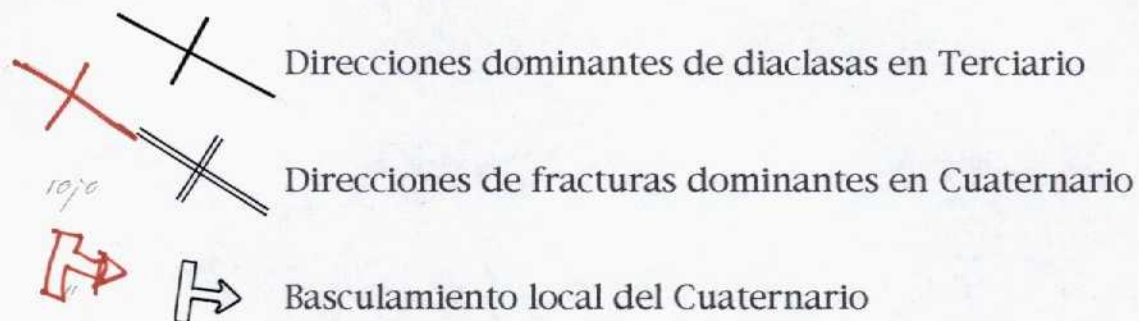 Direcciones dominantes de diaclasas en Terciario
rojo
Direcciones de fracturas dominantes en Cuaternario
"
Basculamiento local del Cuaternario